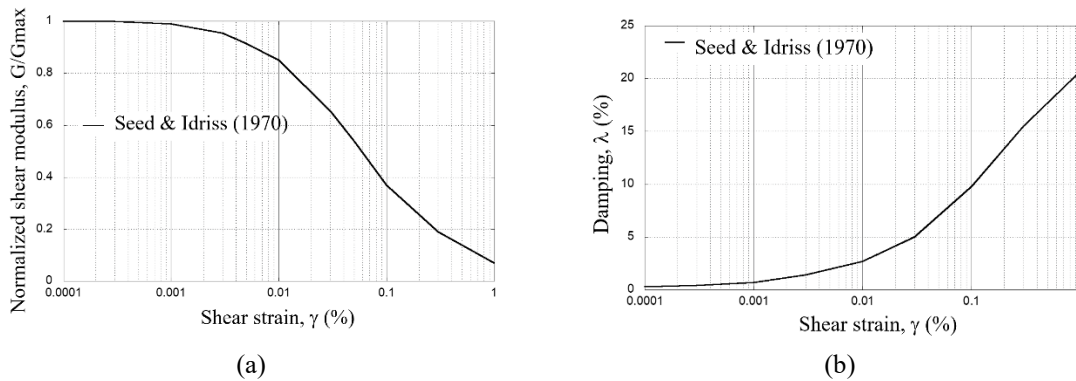 Normalized shear modulus, G/Gmax
1
0.8
0.6
0.4
0.2
0
Seed & Idriss (1970)
0.0001
0.001
0.01
0.1
1
Shear strain, γ (%)
(a)
Damping, λ (%)
25
20
15
10
5
0
Seed & Idriss (1970)
0.0001
0.001
0.01
0.1
Shear strain, γ (%)
(b)